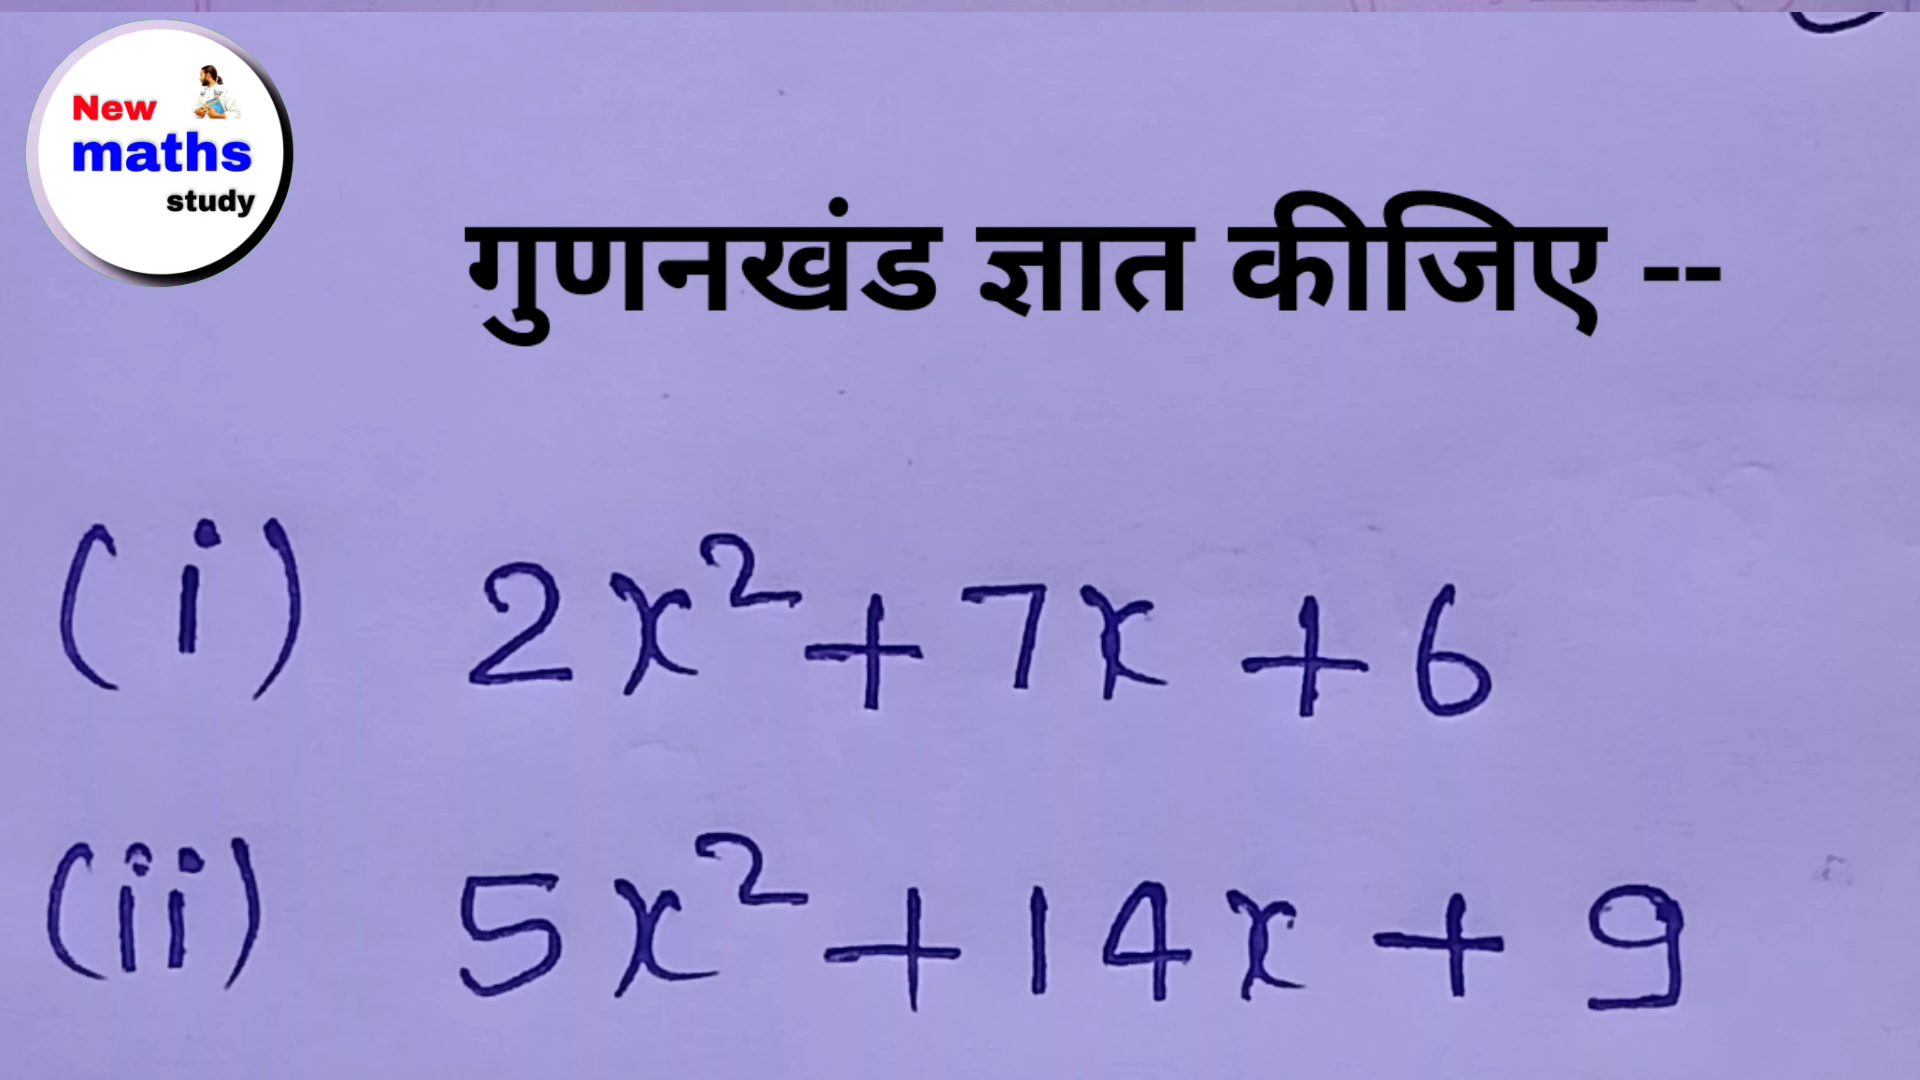 New
maths
study
गुणनखंड ज्ञात कीजिए --
(i) 2x²+7x+6
(ii) 5x²+14x+9